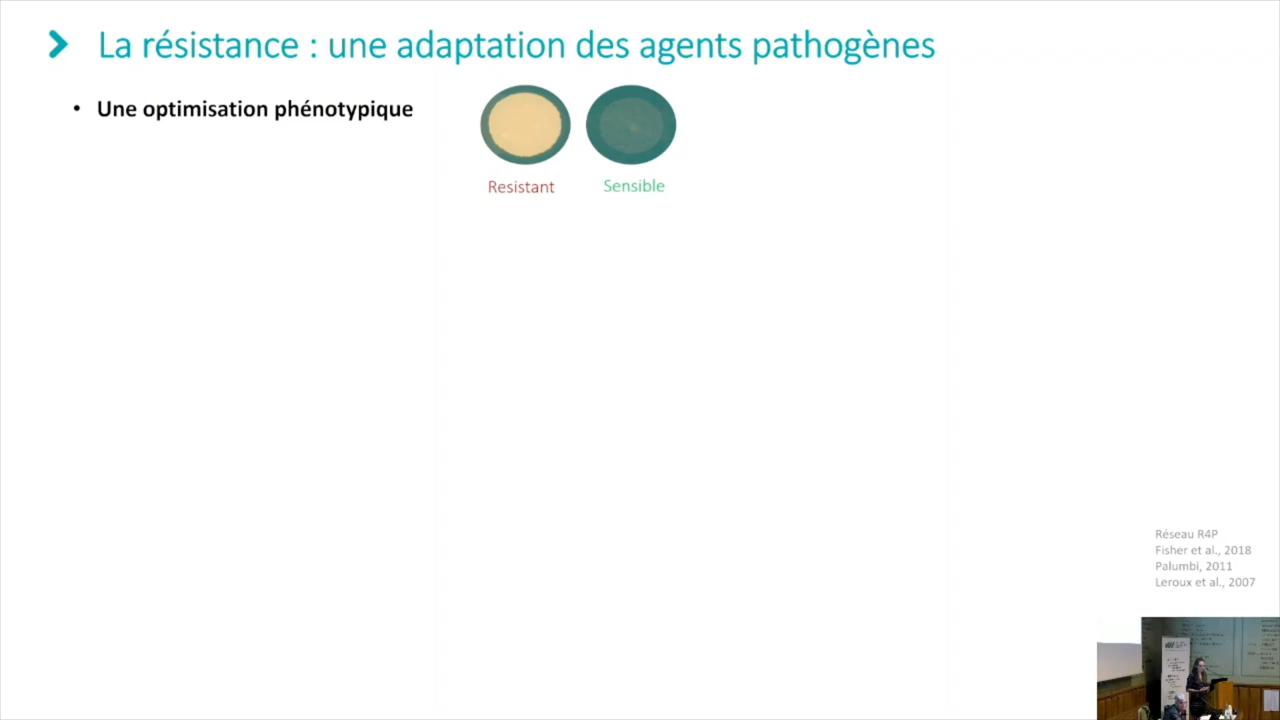 La résistance : une adaptation des agents pathogènes
• Une optimisation phénotypique
Resistant
Sensible
Réseau R4P
Fisher et al., 2018
Palumbi, 2011
Leroux et al., 2007